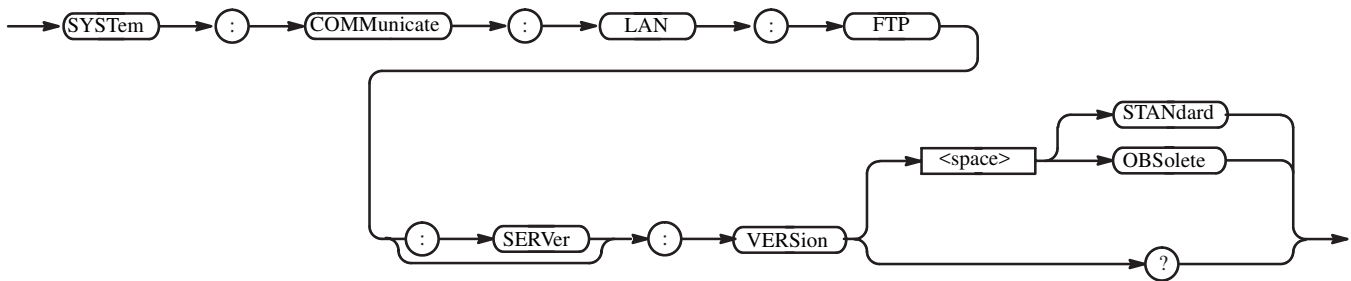 SYSTem : COMMunicate : LAN : FTP
STANdard
<space> OBSolete
: SERVer : VERSion
?